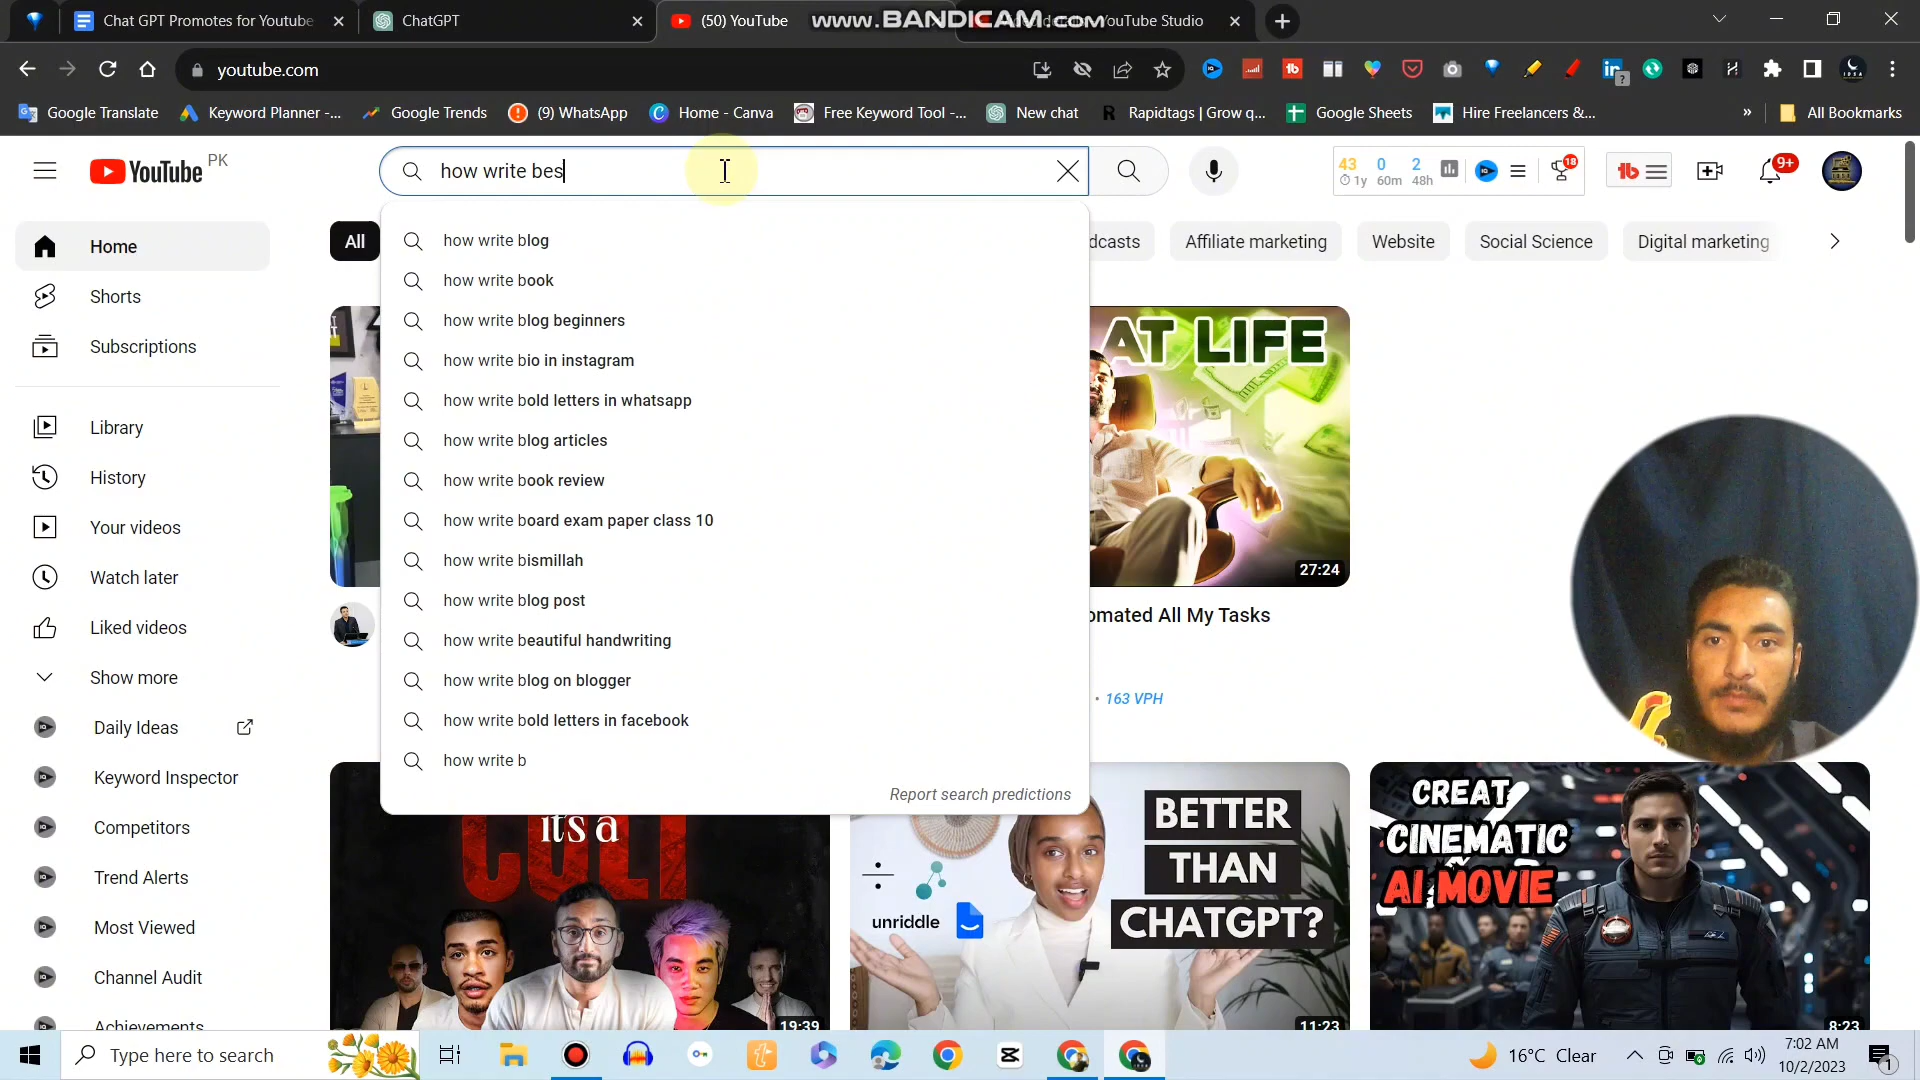 Chat GPT Promotes for Youtube
ChatGPT
(50) YouTube
www.BANDICAM.com
YouTube Studio
youtube.com
Google Translate
Keyword Planner -...
Google Trends
(9) WhatsApp
Home - Canva
Free Keyword Tool -...
New chat
Rapidtags | Grow q...
Google Sheets
Hire Freelancers &...
»
All Bookmarks
YouTube PK
how write bes
43 0 2
1y 60m 48h
18
9+
Home
Shorts
Subscriptions
Library
History
Your videos
Watch later
Liked videos
Show more
Daily Ideas
Keyword Inspector
Competitors
Trend Alerts
Most Viewed
Channel Audit
Achievements
All
dcasts
Affiliate marketing
Website
Social Science
Digital marketing
how write blog
how write book
how write blog beginners
how write bio in instagram
how write bold letters in whatsapp
how write blog articles
how write book review
how write board exam paper class 10
how write bismillah
how write blog post
how write beautiful handwriting
how write blog on blogger
how write bold letters in facebook
how write b
Report search predictions
AT LIFE
27:24
omated All My Tasks
• 163 VPH
it's a
CULT
19:39
BETTER
THAN
CHATGPT?
unriddle
11:23
CREAT
CINEMATIC
AI MOVIE
8:23
Type here to search
16°C Clear
7:02 AM
10/2/2023
1